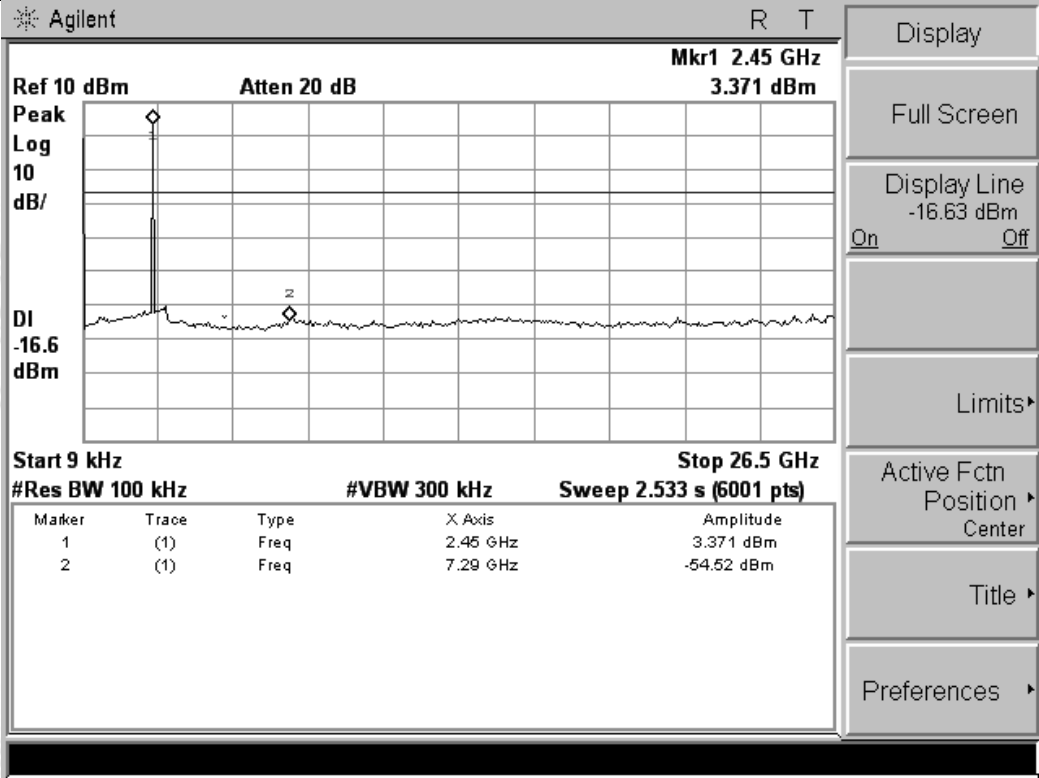 Agilent R T
Mkr1 2.45 GHz
Ref 10 dBm Atten 20 dB 3.371 dBm
Peak
Log
10
dB/
1
2
DI
-16.6
dBm
Start 9 kHz Stop 26.5 GHz
#Res BW 100 kHz #VBW 300 kHz Sweep 2.533 s (6001 pts)
Marker Trace Type X Axis Amplitude
1 (1) Freq 2.45 GHz 3.371 dBm
2 (1) Freq 7.29 GHz -54.52 dBm
Display
Full Screen
Display Line
-16.63 dBm
On Off
Limits
Active Fctn
Position
Center
Title
Preferences